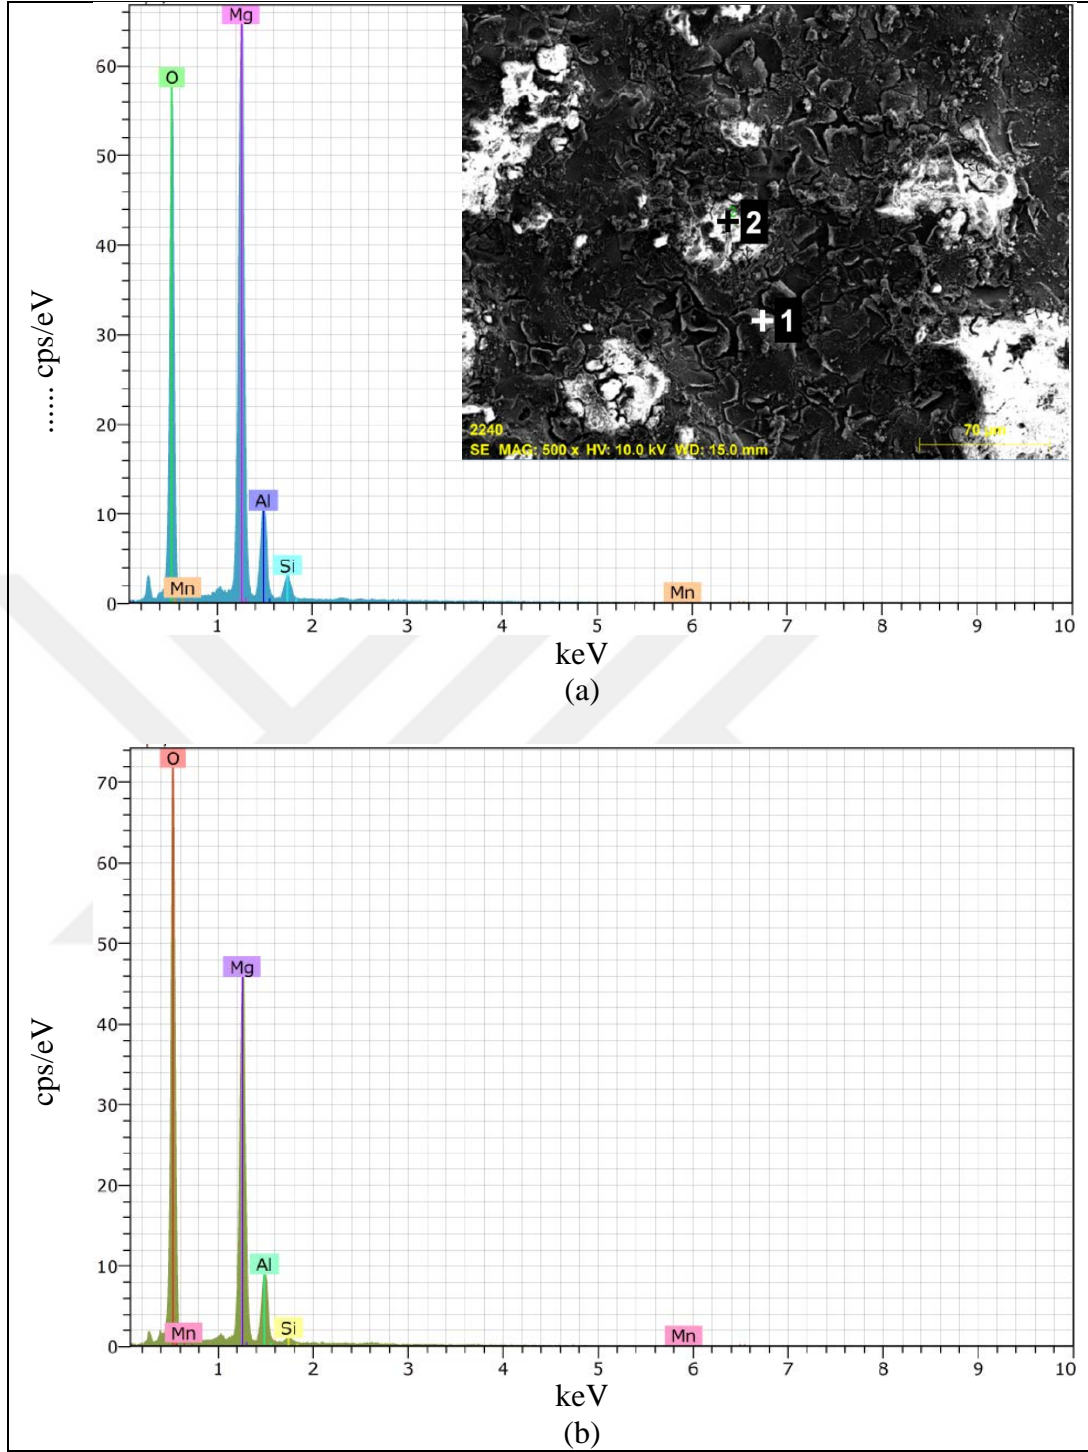 Mg
O
60
50
40
30
20
10
0
Al
Si
Mn
Mn
2
1
2240
SE MAG: 500 x HV: 10.0 kV WD: 15.0 mm
70 µm
...... cps/eV
1 2 3 4 5 6 7 8 9 10
keV
(a)
O
70
60
50
Mg
40
30
20
10
0
Al
Si
Mn
Mn
cps/eV
1 2 3 4 5 6 7 8 9 10
keV
(b)